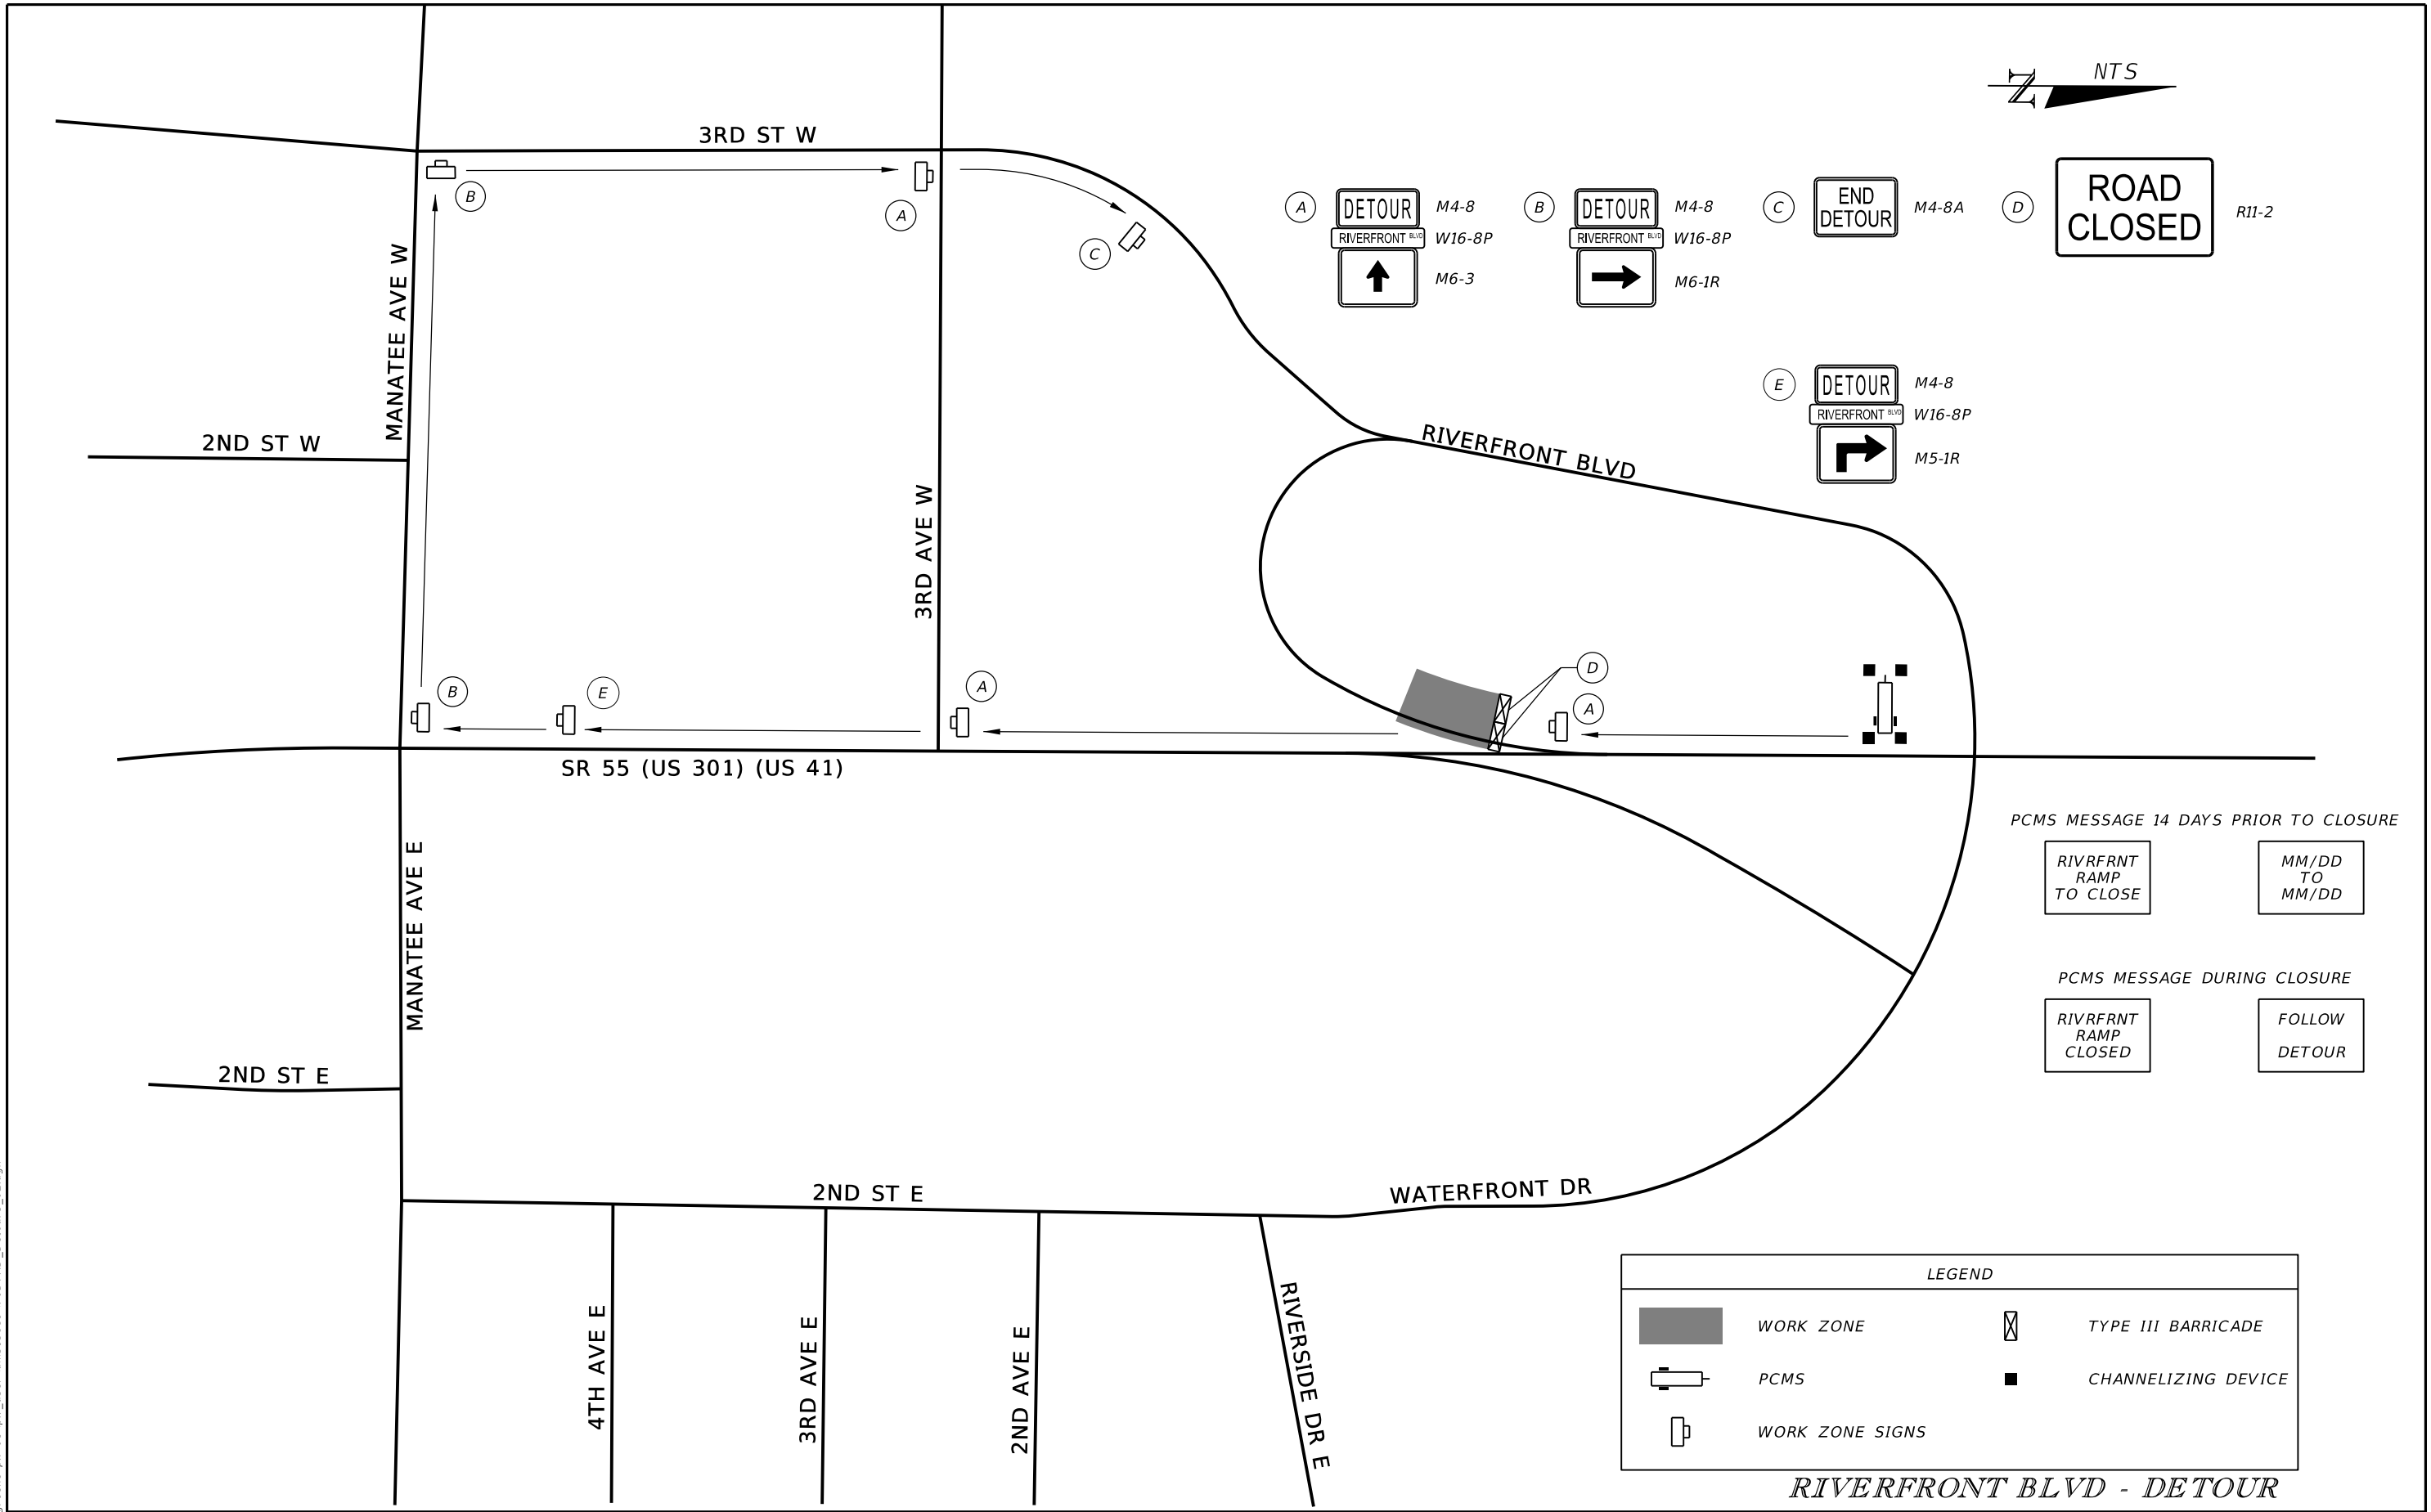 NTS
N
3RD ST W
B
A
C
MANATEE AVE W
2ND ST W
3RD AVE W
RIVERFRONT BLVD
A
DETOUR
M4-8
RIVERFRONT BLVD
W16-8P
M6-3
B
DETOUR
M4-8
RIVERFRONT BLVD
W16-8P
M6-1R
C
END
DETOUR
M4-8A
D
ROAD
CLOSED
R11-2
E
DETOUR
M4-8
RIVERFRONT BLVD
W16-8P
M5-1R
B
E
A
D
A
SR 55 (US 301) (US 41)
MANATEE AVE E
2ND ST E
2ND ST E
WATERFRONT DR
4TH AVE E
3RD AVE E
2ND AVE E
RIVERSIDE DR E
PCMS MESSAGE 14 DAYS PRIOR TO CLOSURE
RIVRFRNT
RAMP
TO CLOSE
MM/DD
TO
MM/DD
PCMS MESSAGE DURING CLOSURE
RIVRFRNT
RAMP
CLOSED
FOLLOW
DETOUR
LEGEND
WORK ZONE
TYPE III BARRICADE
PCMS
CHANNELIZING DEVICE
WORK ZONE SIGNS
RIVERFRONT BLVD - DETOUR